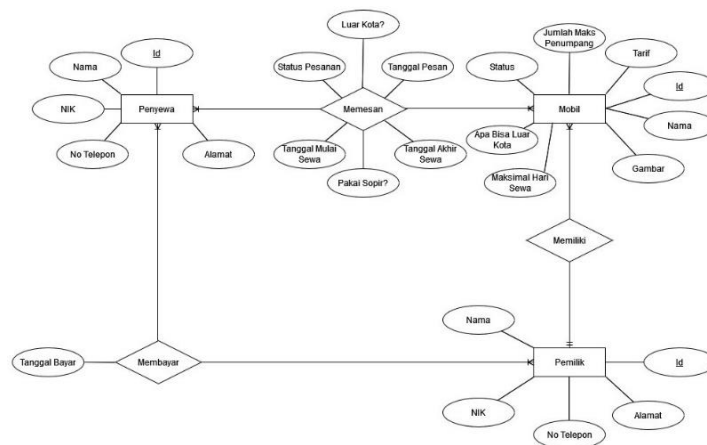 Luar Kota?
Jumlah Maks
Penumpang
Id
Nama
Status Pesanan
Tanggal Pesan
Status
Tarif
Id
NIK
Penyewa
Memesan
Mobil
Nama
No Telepon
Alamat
Tanggal Mulai
Sewa
Tanggal Akhir
Sewa
Apa Bisa Luar
Kota
Gambar
Pakai Sopir?
Maksimal Hari
Sewa
Memiliki
Nama
Tanggal Bayar
Membayar
Pemilik
Id
NIK
Alamat
No Telepon